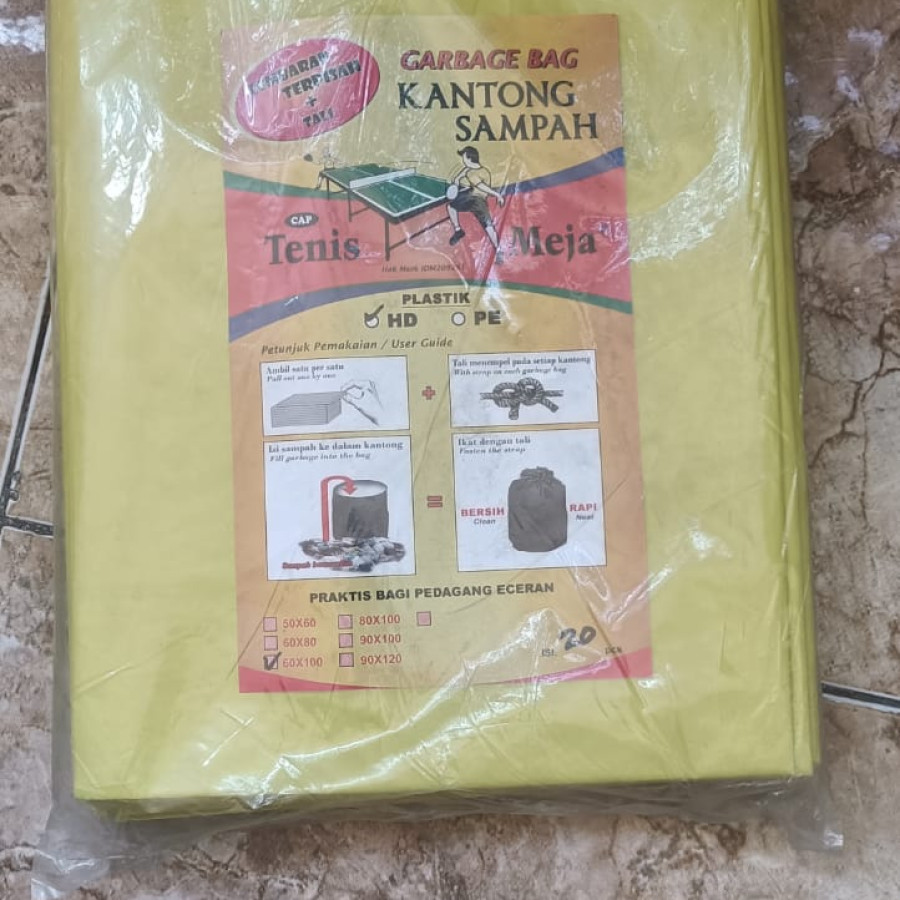 LEMBARAN
TERPISAH
+
TALI
GARBAGE BAG
KANTONG
SAMPAH
CAP
Tenis Meja
PLASTIK
HD PE
Petunjuk Pemakaian / User Guide
Ambil satu per satu
Pull out one by one
+
Tali menempel pada setiap kantong
With strap on each garbage bag
Isi sampah ke dalam kantong
Fill garbage into the bag
=
Ikat dengan tali
Fasten the strap
BERSIH
Clean
RAPI
Neat
PRAKTIS BAGI PEDAGANG ECERAN
50X60
60X80
60X100
80X100
90X100
90X120
ISI. 20